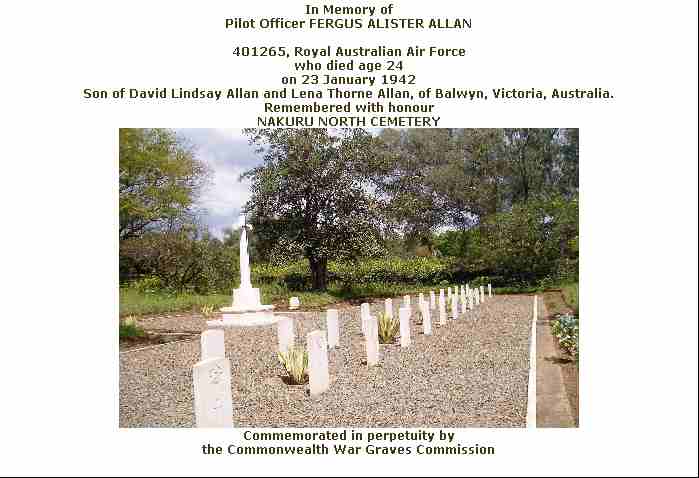 In Memory of
Pilot Officer FERGUS ALISTER ALLAN
401265, Royal Australian Air Force
who died age 24
on 23 January 1942
Son of David Lindsay Allan and Lena Thorne Allan, of Balwyn, Victoria, Australia.
Remembered with honour
NAKURU NORTH CEMETERY
Commemorated in perpetuity by
the Commonwealth War Graves Commission